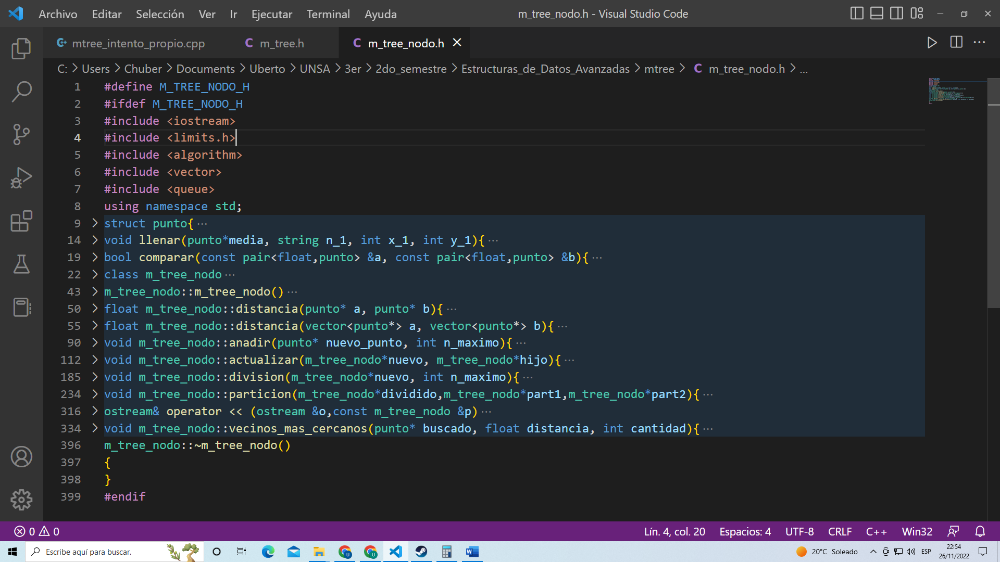 Archivo Editar Selección Ver Ir Ejecutar Terminal Ayuda m_tree_nodo.h - Visual Studio Code
mtree_intento_propio.cpp m_tree.h m_tree_nodo.h
C: > Users > Chuber > Documents > Uberto > UNSA > 3er > 2do_semestre > Estructuras_de_Datos_Avanzadas > mtree > C m_tree_nodo.h > ...
1 #define M_TREE_NODO_H
2 #ifdef M_TREE_NODO_H
3 #include <iostream>
4 #include <limits.h>
5 #include <algorithm>
6 #include <vector>
7 #include <queue>
8 using namespace std;
9 struct punto{ ...
14 void llenar(punto*media, string n_1, int x_1, int y_1){ ...
19 bool comparar(const pair<float,punto> &a, const pair<float,punto> &b){ ...
22 class m_tree_nodo ...
43 m_tree_nodo::m_tree_nodo() ...
50 float m_tree_nodo::distancia(punto* a, punto* b){ ...
55 float m_tree_nodo::distancia(vector<punto*> a, vector<punto*> b){ ...
90 void m_tree_nodo::anadir(punto* nuevo_punto, int n_maximo){ ...
112 void m_tree_nodo::actualizar(m_tree_nodo*nuevo, m_tree_nodo*hijo){ ...
185 void m_tree_nodo::division(m_tree_nodo*nuevo, int n_maximo){ ...
234 void m_tree_nodo::particion(m_tree_nodo*dividido,m_tree_nodo*part1,m_tree_nodo*part2){ ...
316 ostream& operator << (ostream &o,const m_tree_nodo &p) ...
334 void m_tree_nodo::vecinos_mas_cercanos(punto* buscado, float distancia, int cantidad){ ...
396 m_tree_nodo::~m_tree_nodo()
397 {
398 }
399 #endif
0 0 Lín. 4, col. 20 Espacios: 4 UTF-8 CRLF C++ Win32
Escribe aquí para buscar. 20°C Soleado ESP 22:54
26/11/2022